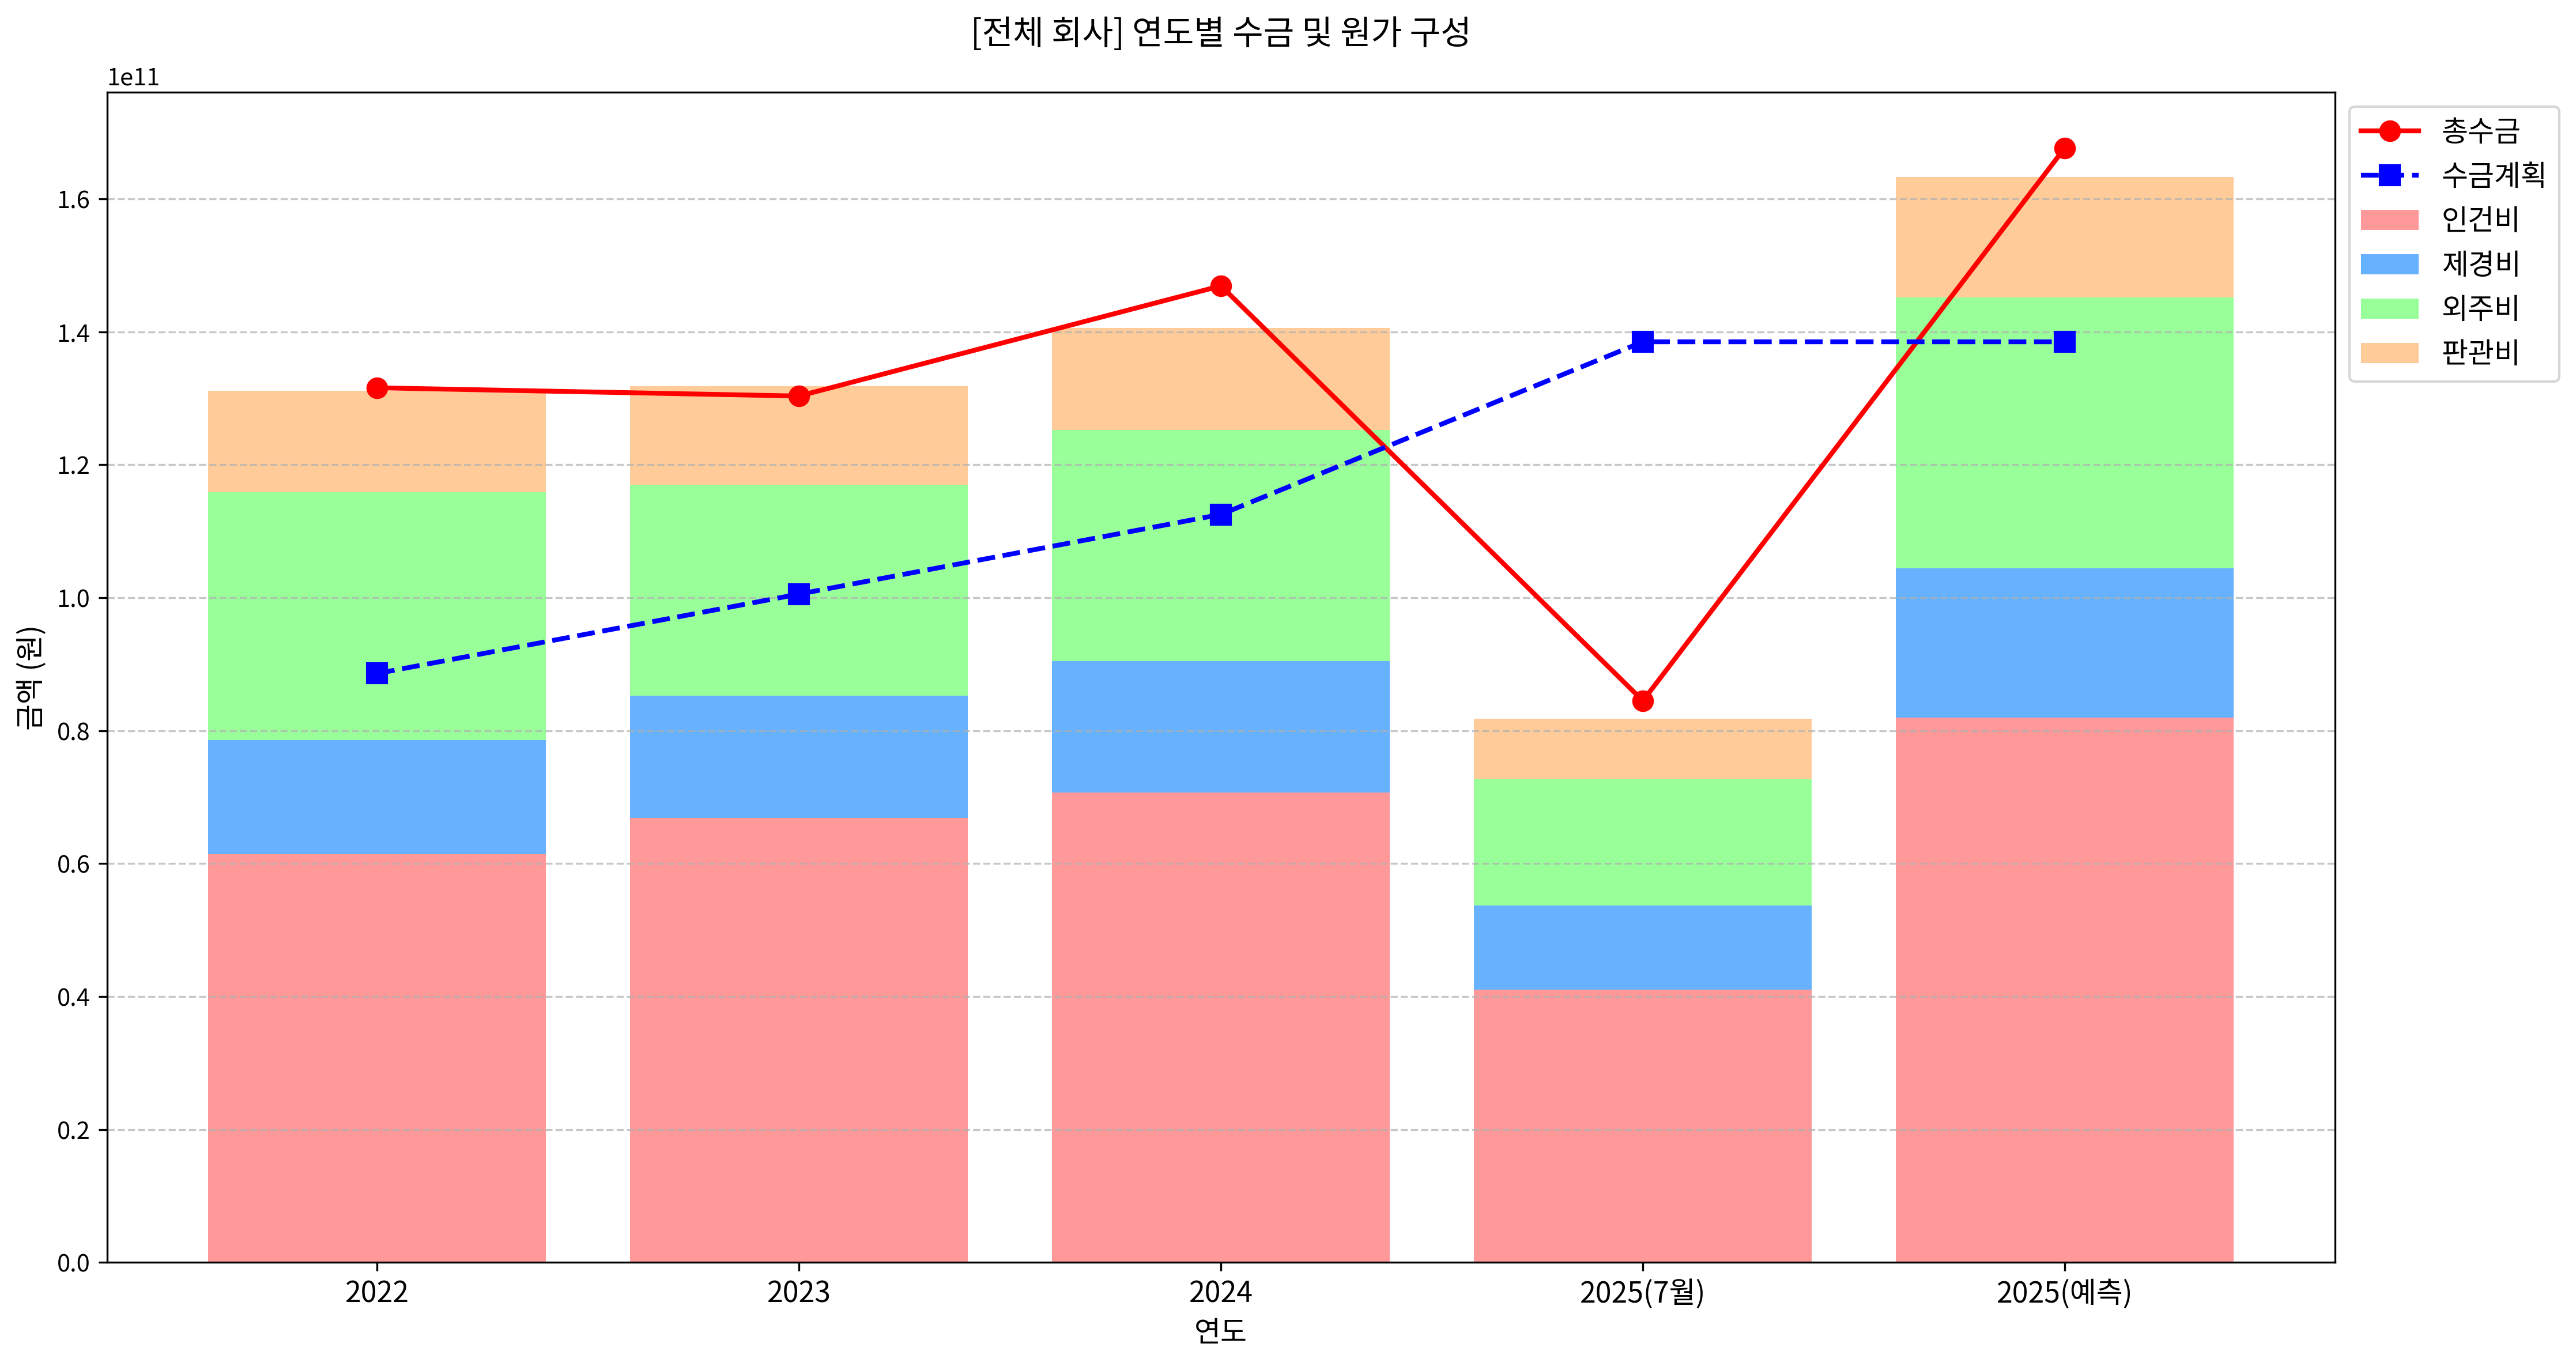 [전체 회사] 연도별 수금 및 원가 구성
1e11
1.6
1.4
1.2
1.0
0.8
0.6
0.4
0.2
0.0
금액 (원)
2022
2023
2024
2025(7월)
2025(예측)
연도
총수금
수금계획
인건비
제경비
외주비
판관비